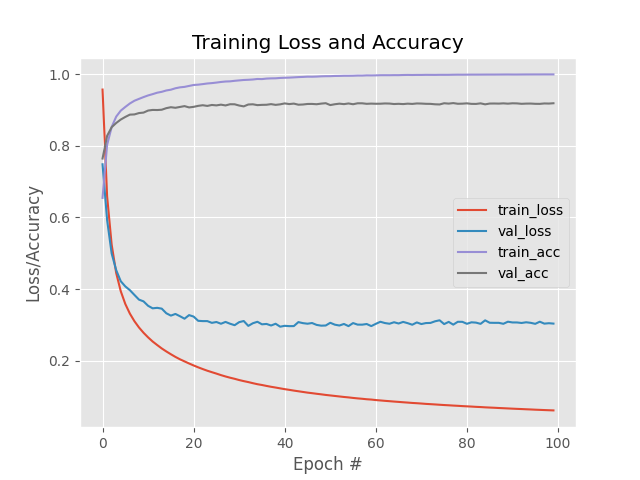 Training Loss and Accuracy
1.0
0.8
0.6
0.4
0.2
Loss/Accuracy
train_loss
val_loss
train_acc
val_acc
0 20 40 60 80 100
Epoch #